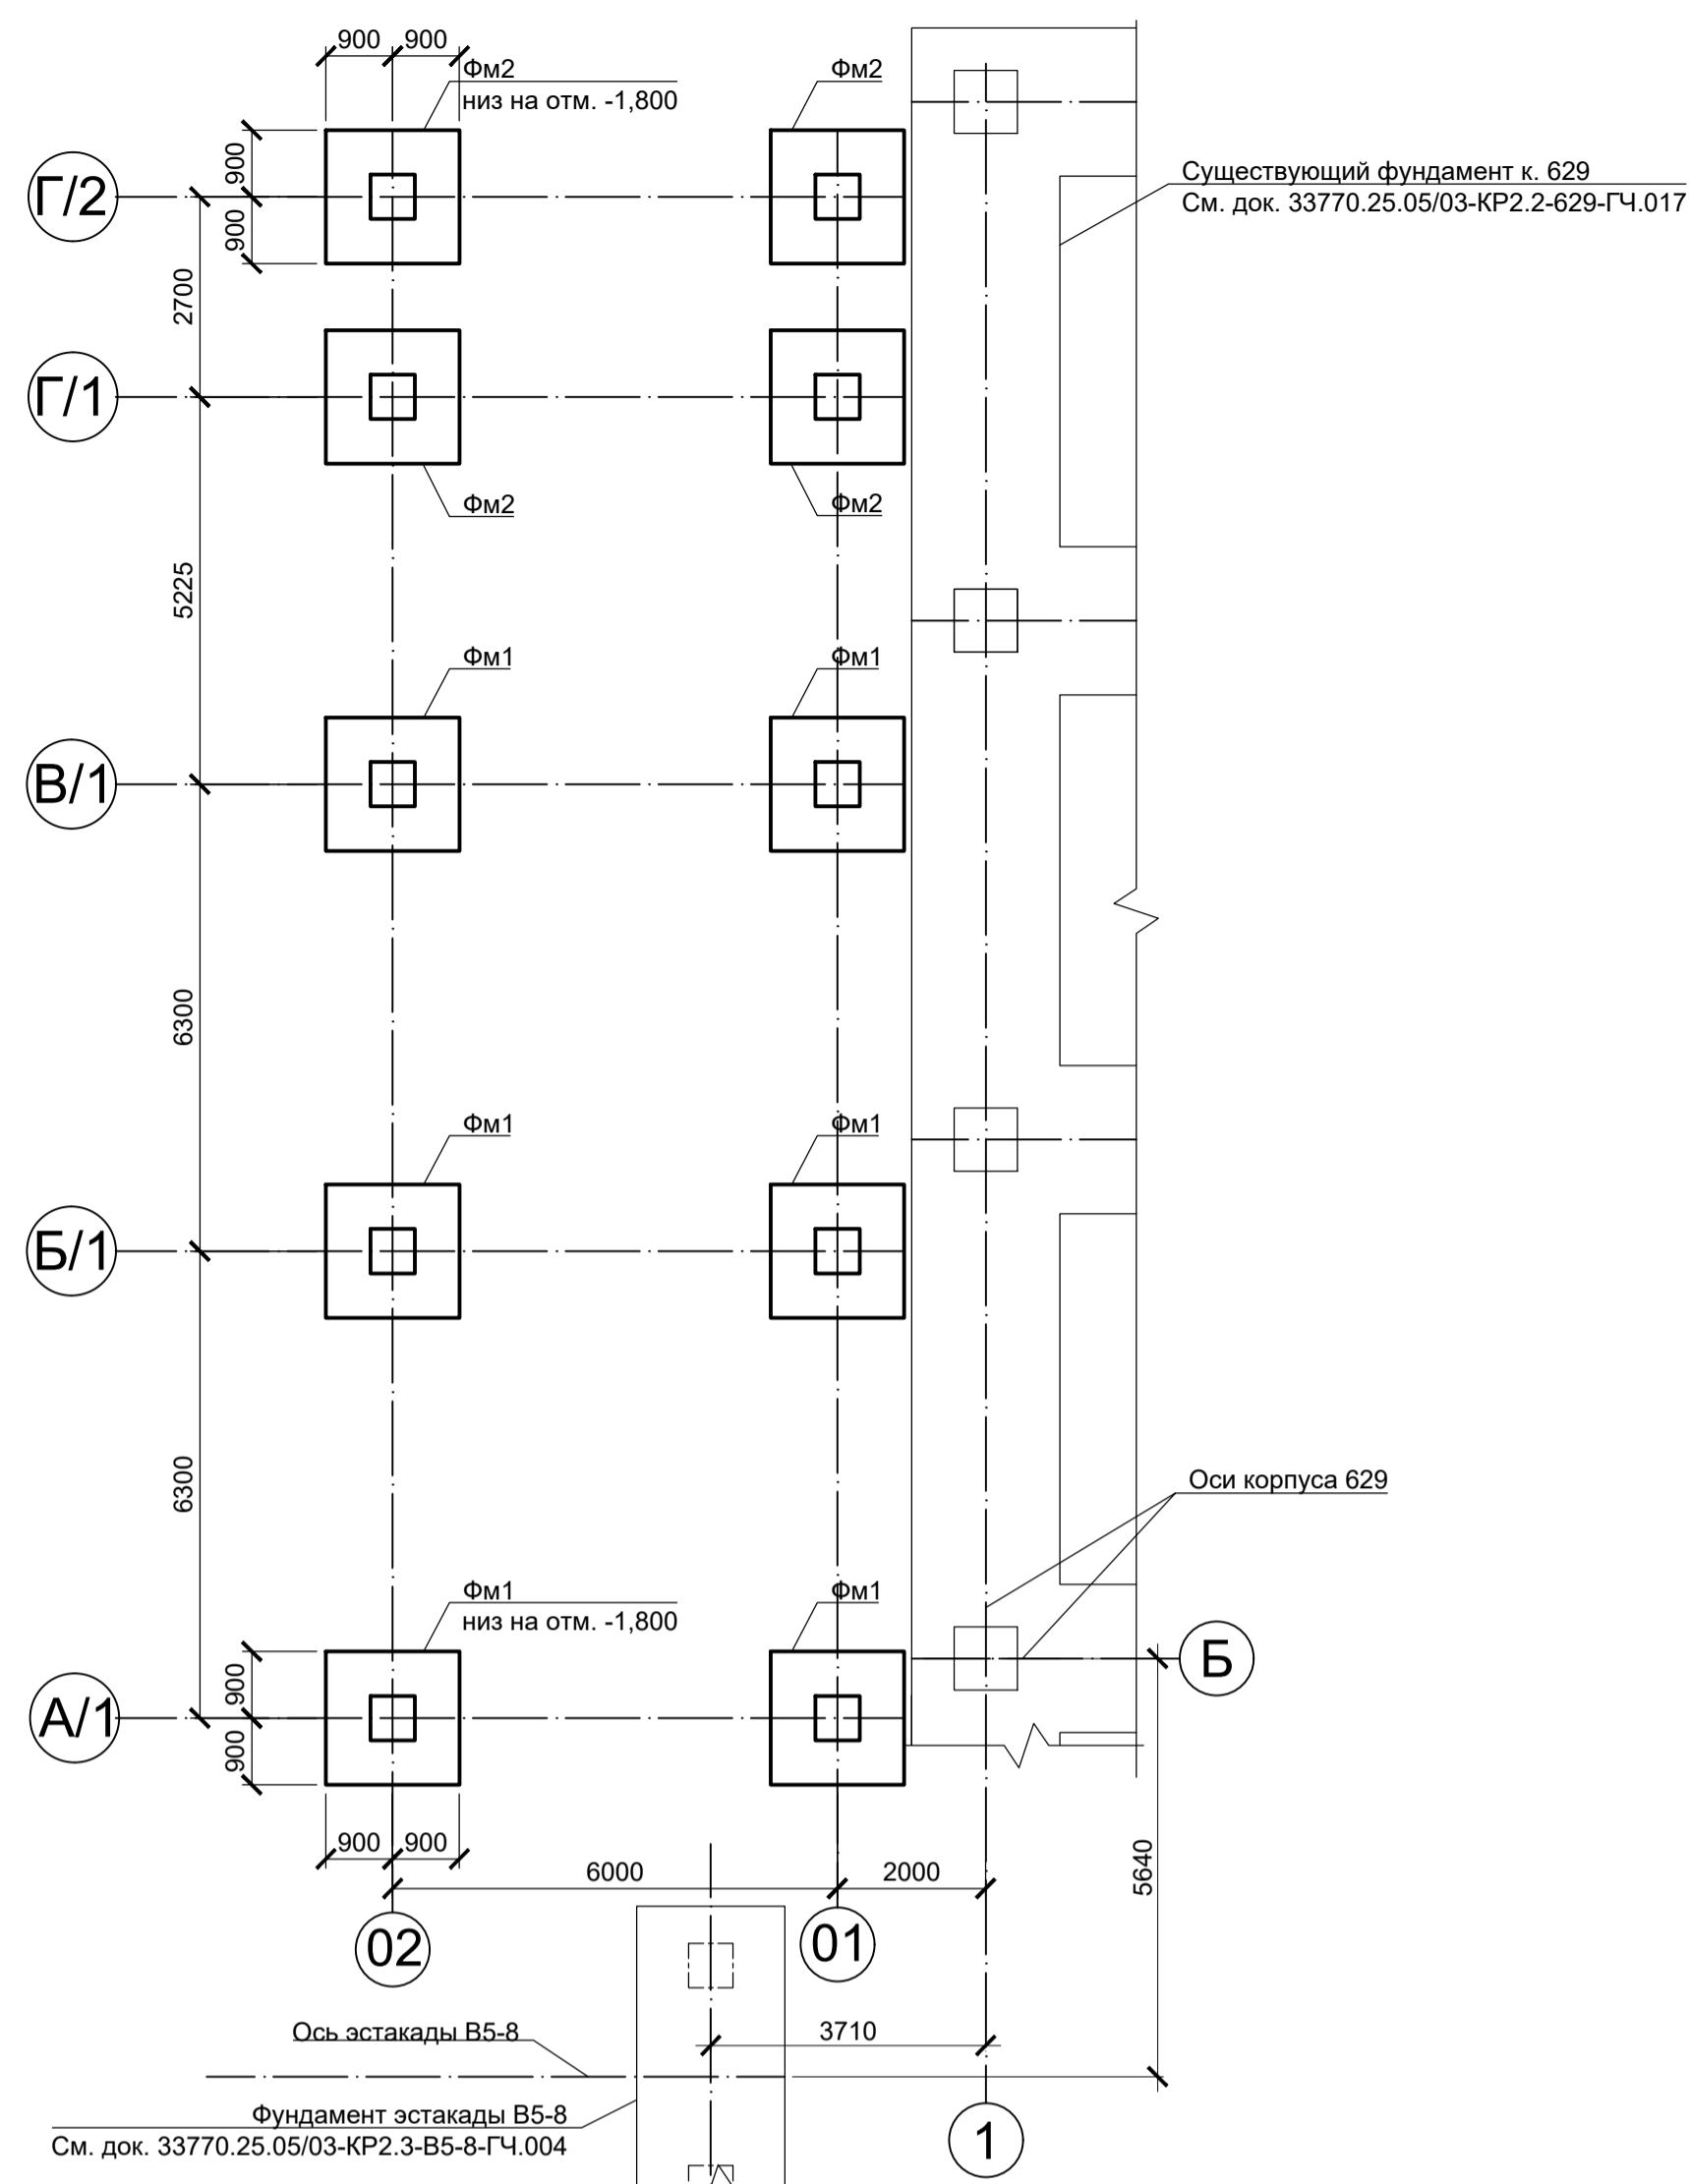 900 900
Фм2
низ на отм. -1,800
Фм2
Существующий фундамент к. 629
См. док. 33770.25.05/03-КР2.2-629-ГЧ.017
Г/2
900
900
2700
Г/1
Фм2
Фм2
5225
Фм1
Фм1
В/1
6300
Фм1
Фм1
Б/1
6300
Оси корпуса 629
Фм1
низ на отм. -1,800
Фм1
Б
А/1
900
900
900 900
6000
2000
5640
02
01
Ось эстакады В5-8
3710
Фундамент эстакады В5-8
См. док. 33770.25.05/03-КР2.3-В5-8-ГЧ.004
1